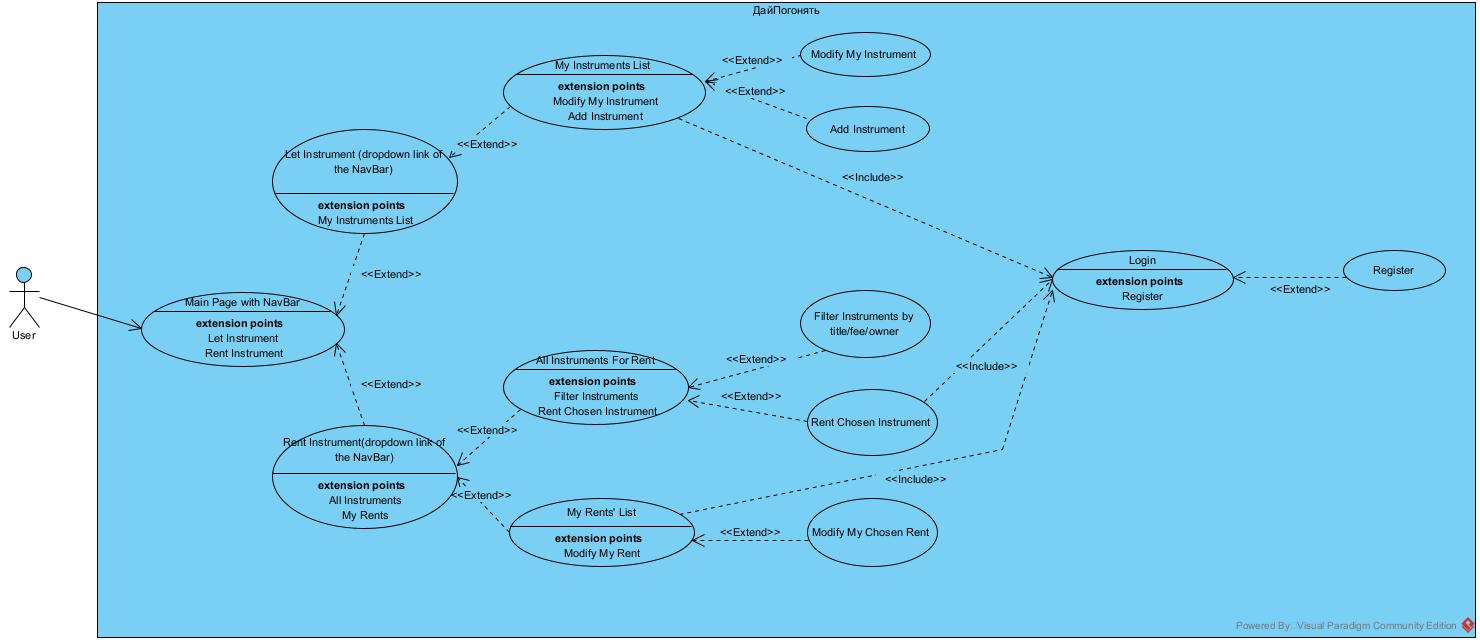 ДайПогонять
Modify My Instrument
<<Extend>>
My Instruments List
extension points
Modify My Instrument
Add Instrument
<<Extend>>
Add Instrument
<<Extend>>
Let Instrument (dropdown link of
the NavBar)
extension points
My Instruments List
<<Include>>
<<Extend>>
Login
extension points
Register
<<Extend>>
Register
User
Main Page with NavBar
extension points
Let Instrument
Rent Instrument
Filter Instruments by
title/fee/owner
<<Extend>>
All Instruments For Rent
extension points
Filter Instruments
Rent Chosen Instrument
<<Extend>>
<<Include>>
<<Extend>>
Rent Chosen Instrument
<<Extend>>
Rent Instrument(dropdown link of
the NavBar)
extension points
All Instruments
My Rents
<<Extend>>
<<Include>>
My Rents' List
extension points
Modify My Rent
<<Extend>>
Modify My Chosen Rent
Powered By: Visual Paradigm Community Edition